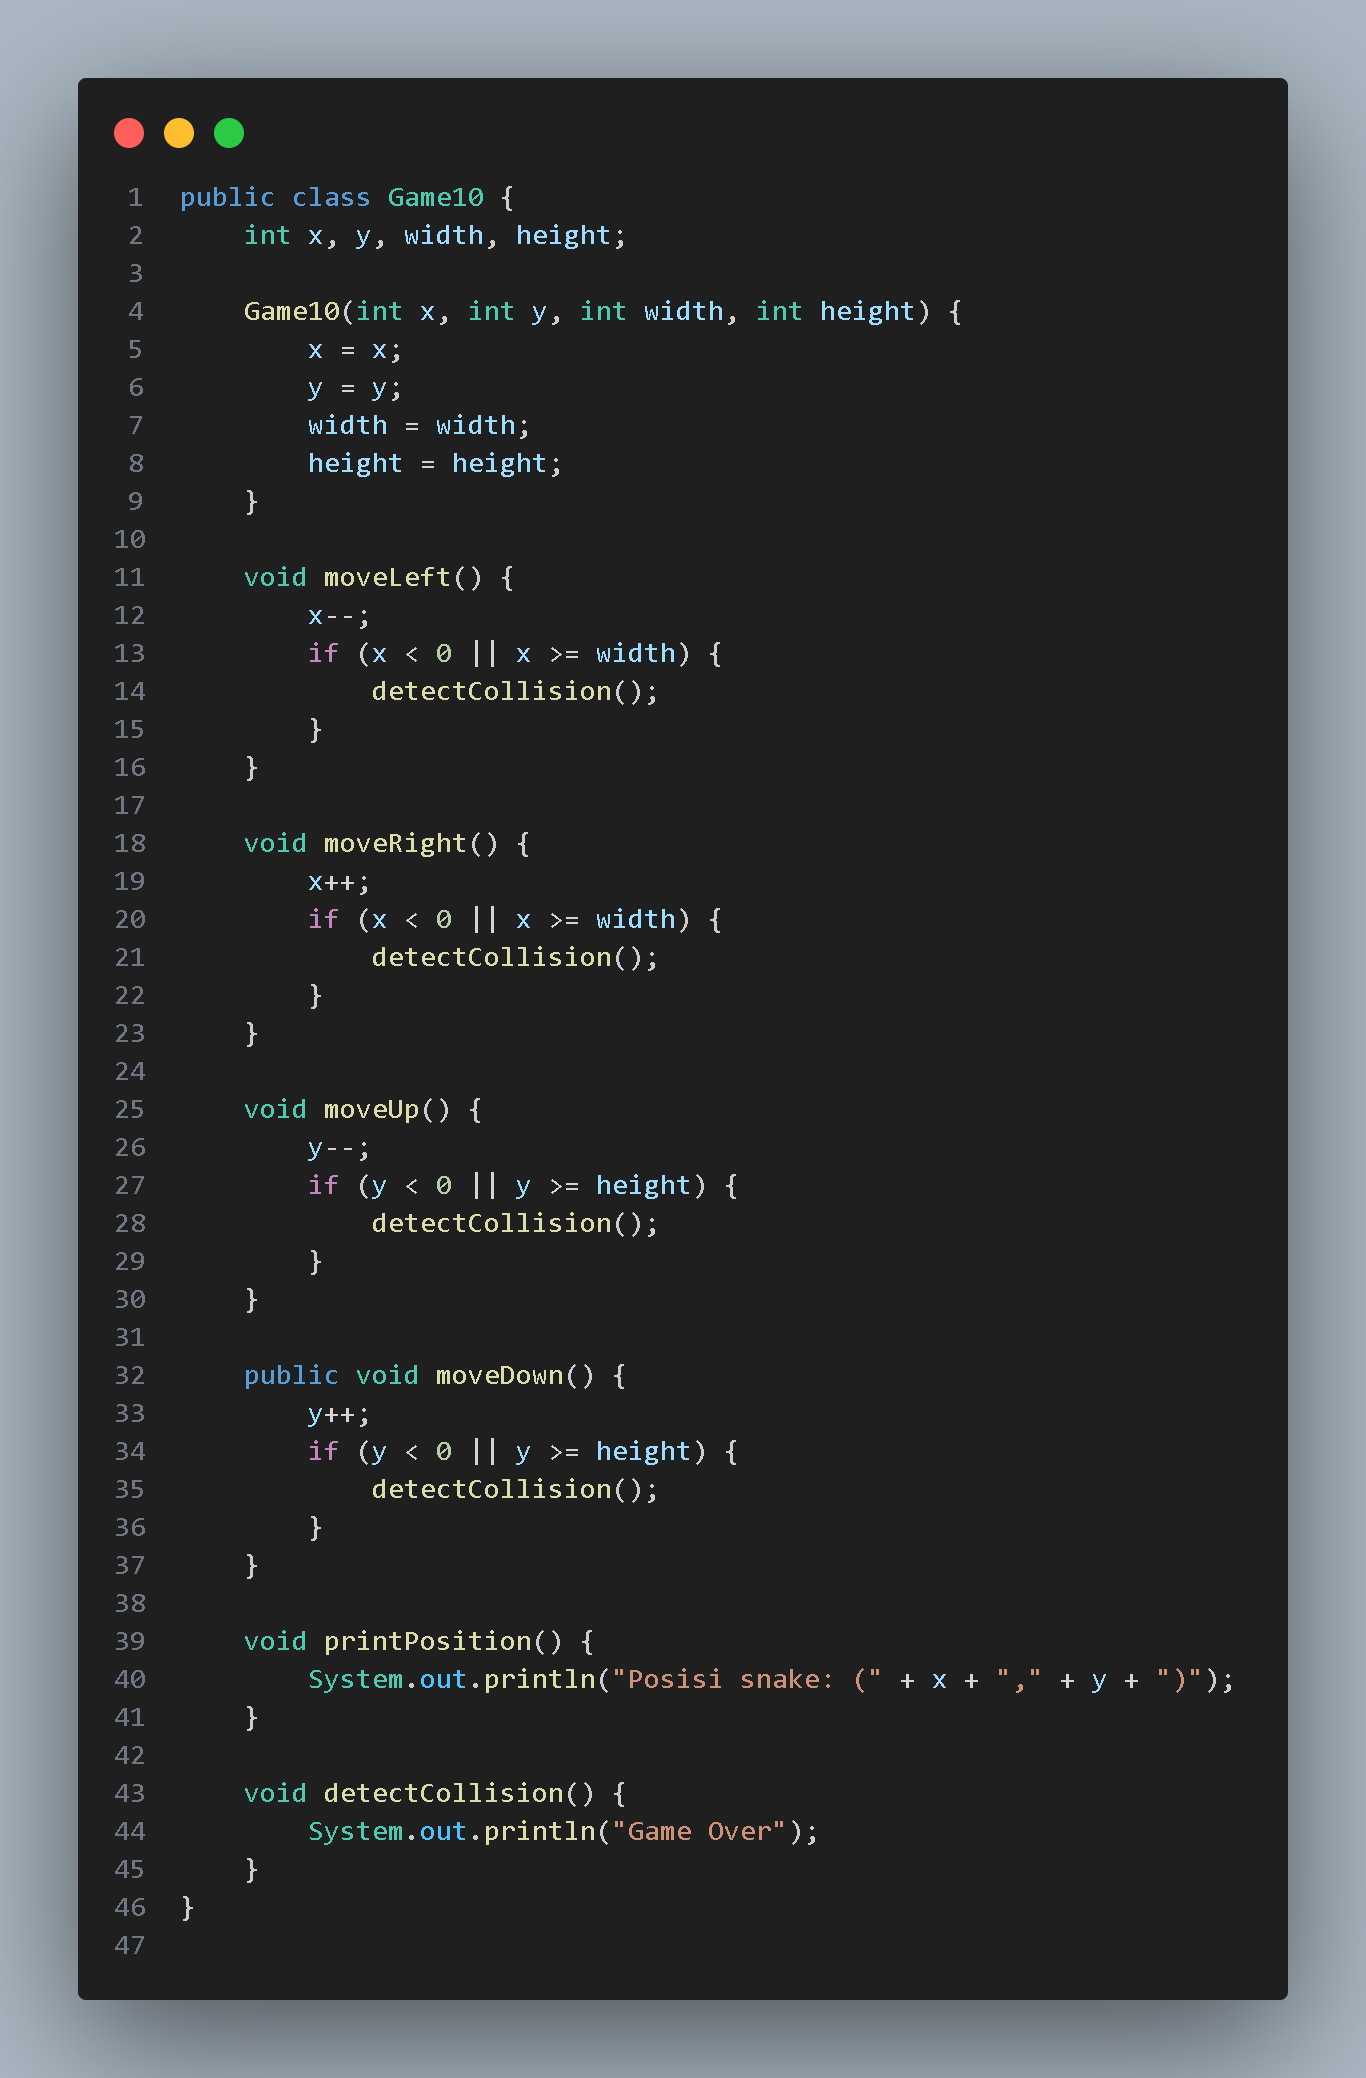 1 public class Game10 {
2     int x, y, width, height;
3
4     Game10(int x, int y, int width, int height) {
5         x = x;
6         y = y;
7         width = width;
8         height = height;
9     }
10
11     void moveLeft() {
12         x--;
13         if (x < 0 || x >= width) {
14             detectCollision();
15         }
16     }
17
18     void moveRight() {
19         x++;
20         if (x < 0 || x >= width) {
21             detectCollision();
22         }
23     }
24
25     void moveUp() {
26         y--;
27         if (y < 0 || y >= height) {
28             detectCollision();
29         }
30     }
31
32     public void moveDown() {
33         y++;
34         if (y < 0 || y >= height) {
35             detectCollision();
36         }
37     }
38
39     void printPosition() {
40         System.out.println("Posisi snake: (" + x + "," + y + ")");
41     }
42
43     void detectCollision() {
44         System.out.println("Game Over");
45     }
46 }
47